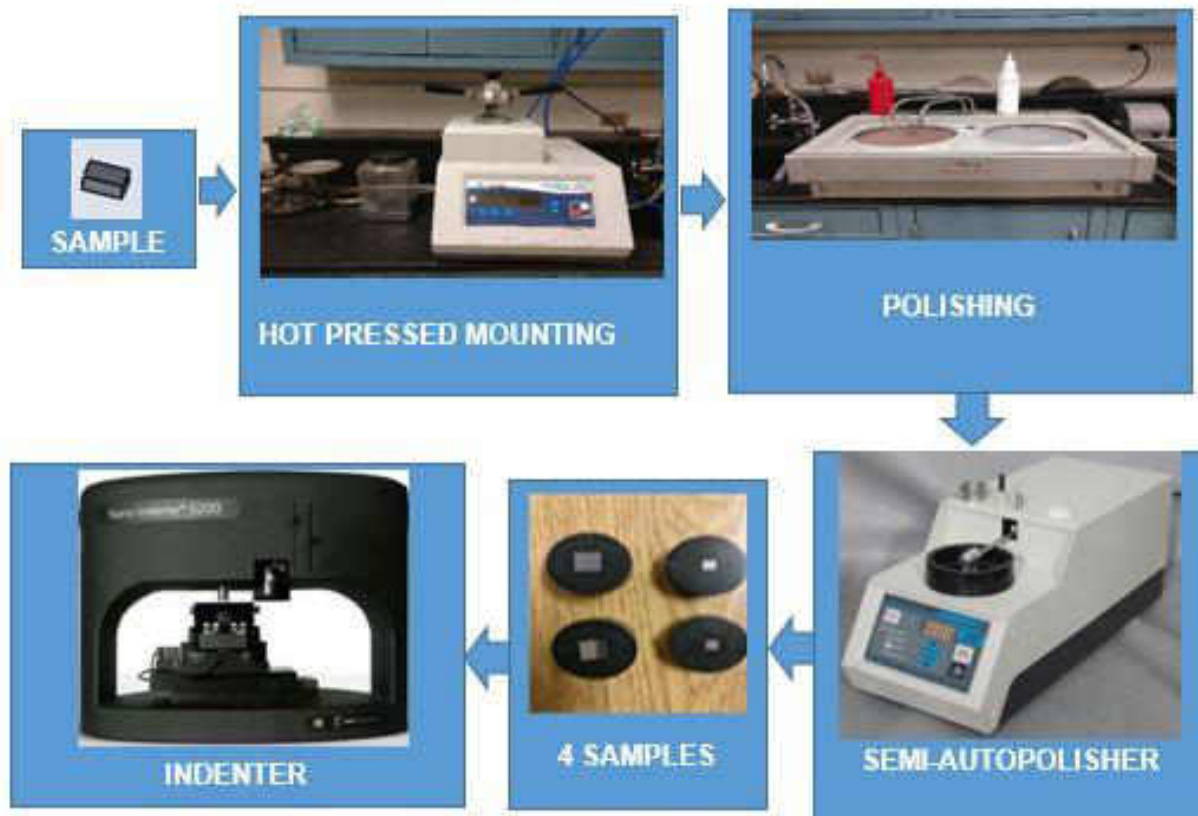 SAMPLE
HOT PRESSED MOUNTING
POLISHING
SEMI-AUTOPOLISHER
4 SAMPLES
INDENTER